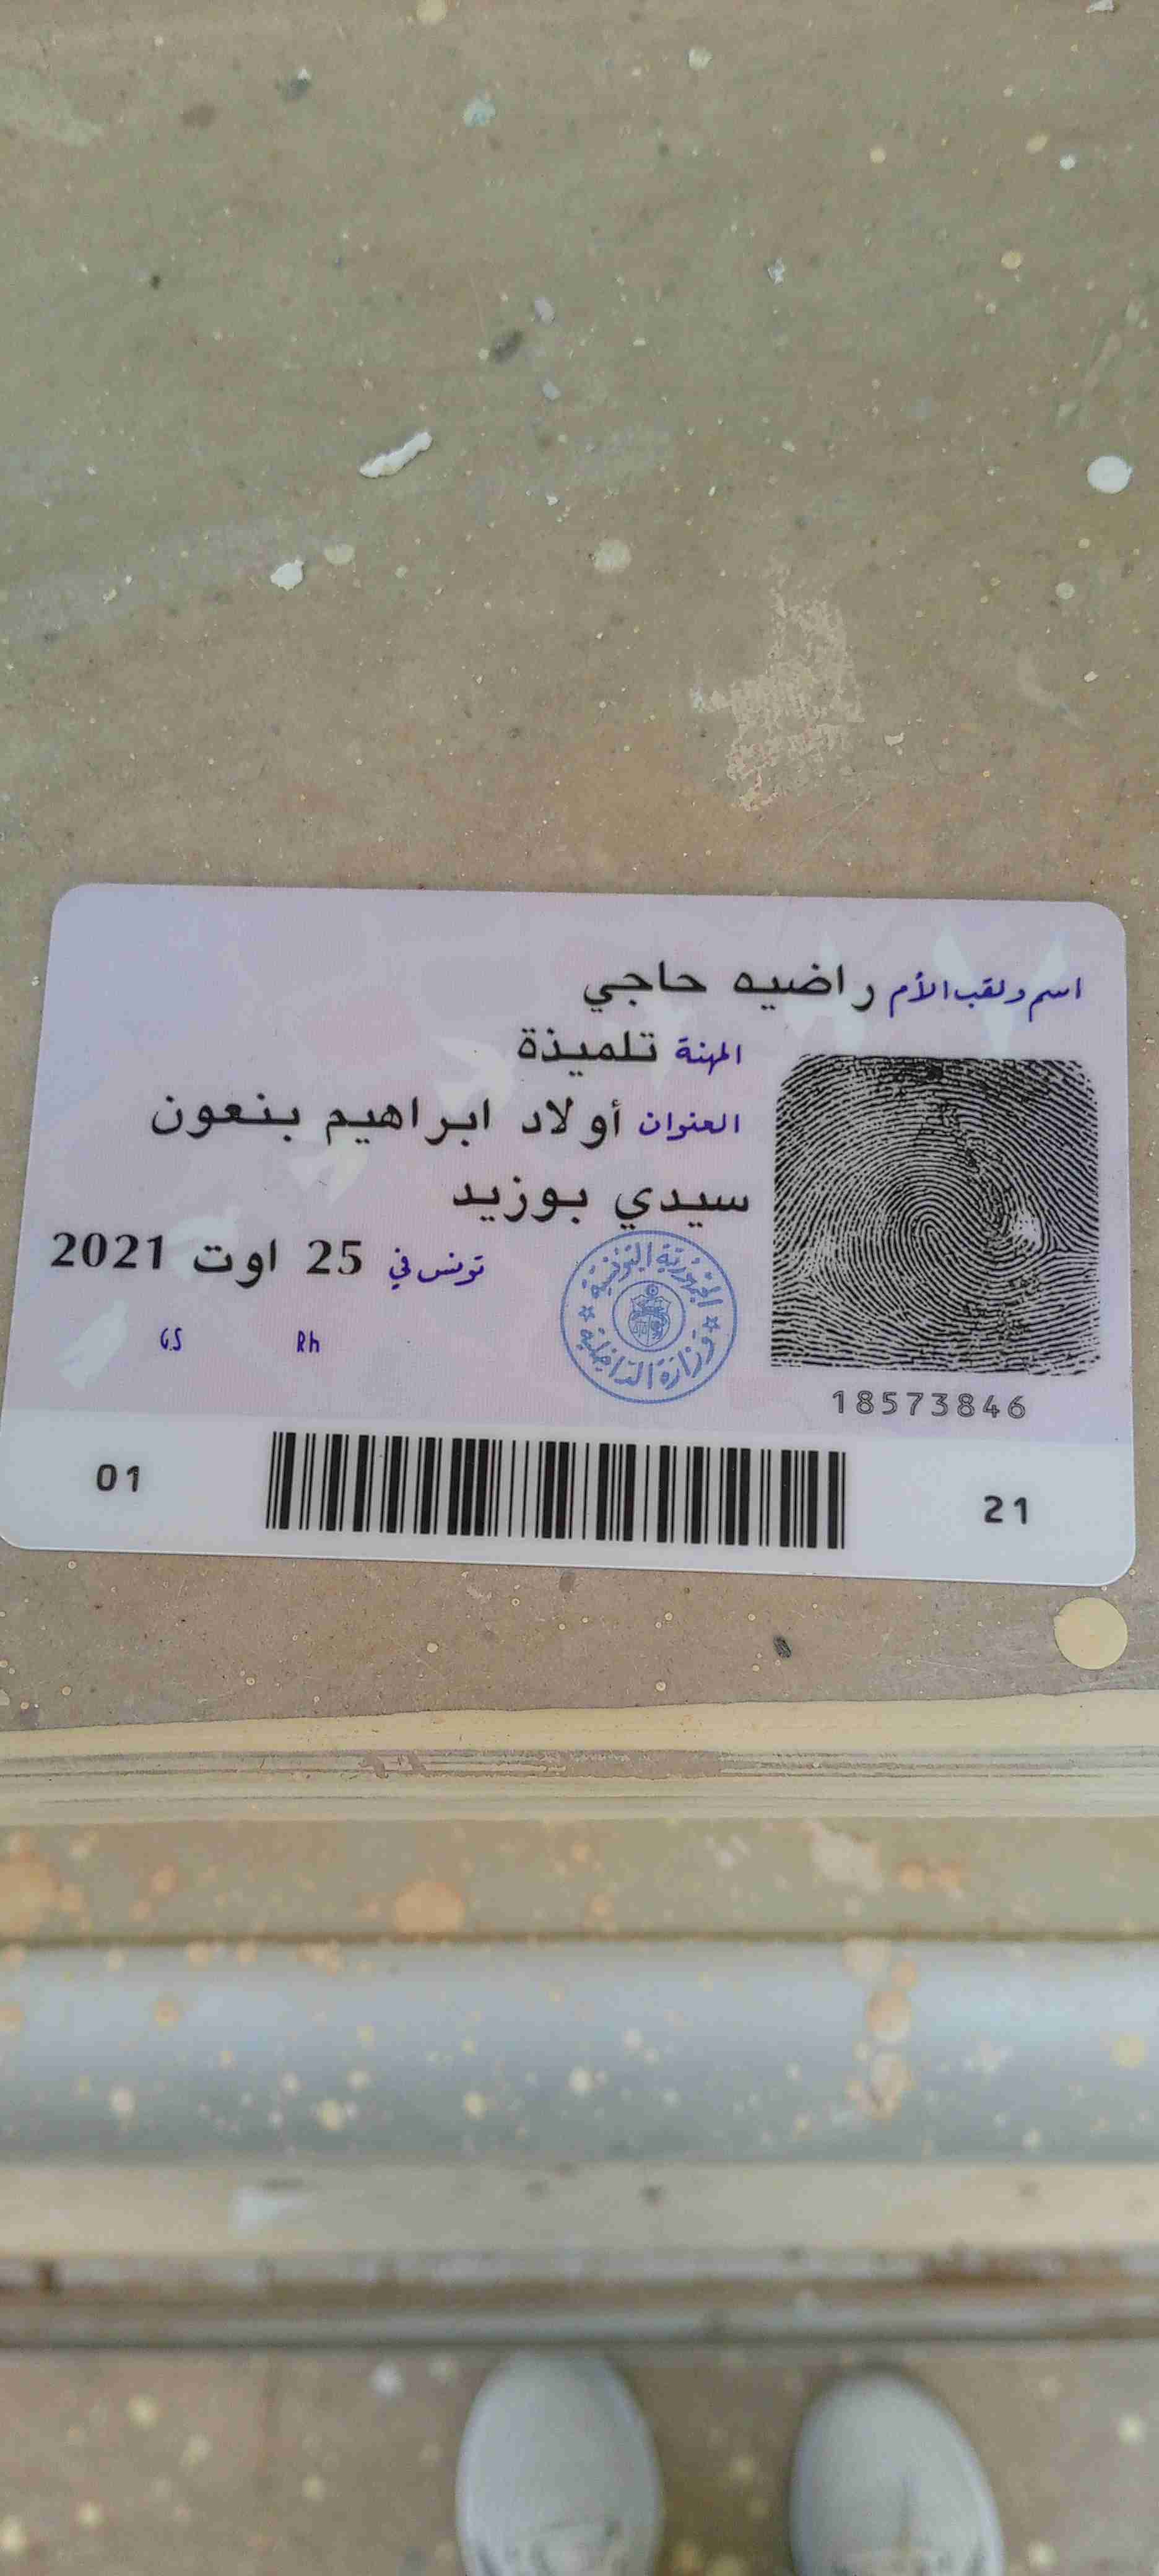 اسم ولقب الأم راضيه حاجي
المهنة تلميذة
العنوان أولاد ابراهيم بنعون
سيدي بوزيد
تونس في 25 اوت 2021
الجمهورية التونسية
وزارة الداخلية
Rh
G.S
18573846
01
21